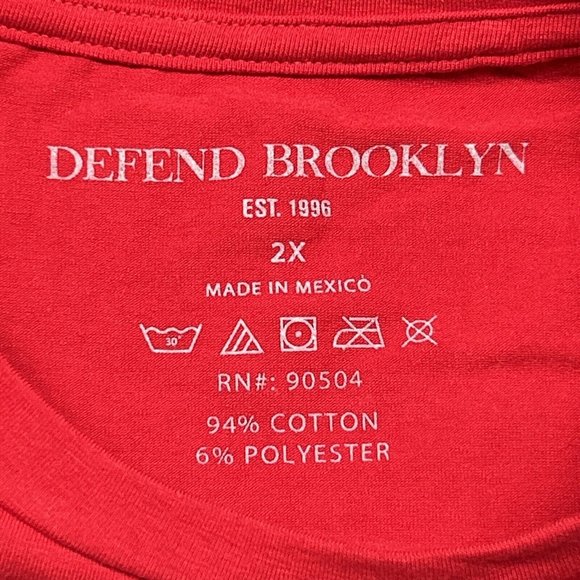 DEFEND BROOKLYN
EST. 1996
2X
MADE IN MEXICO
30°
RN#: 90504
94% COTTON
6% POLYESTER